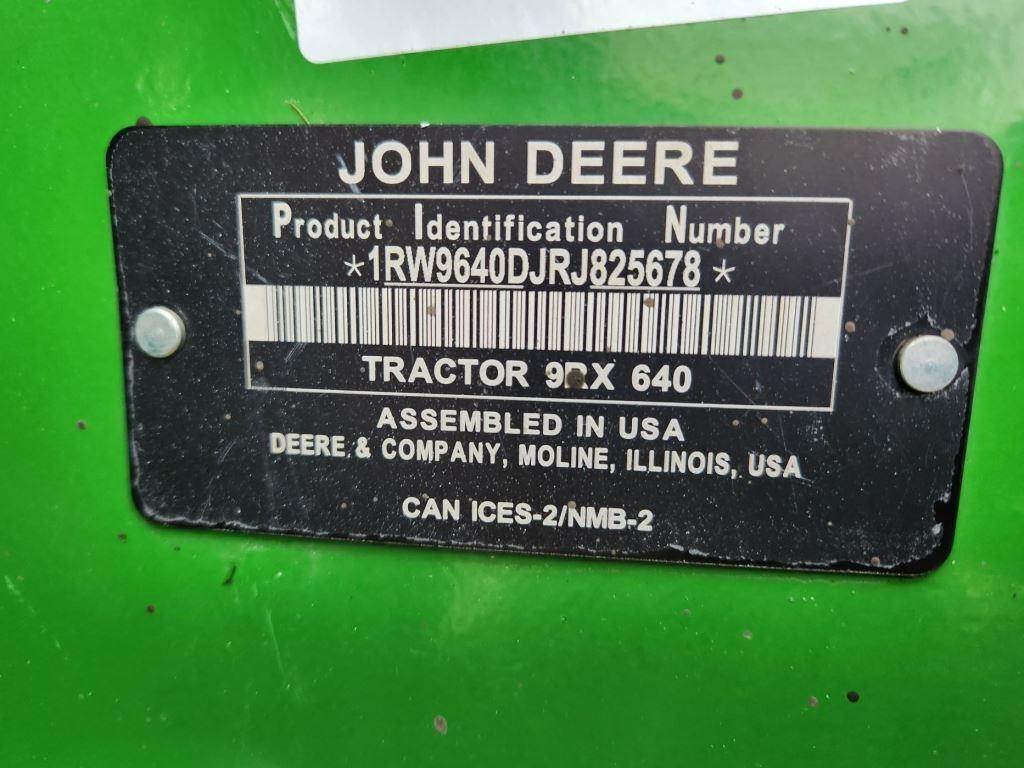 JOHN DEERE
Product Identification Number
*1RW9640DJRJ825678*
TRACTOR 9RX 640
ASSEMBLED IN USA
DEERE & COMPANY, MOLINE, ILLINOIS, USA
CAN ICES-2/NMB-2